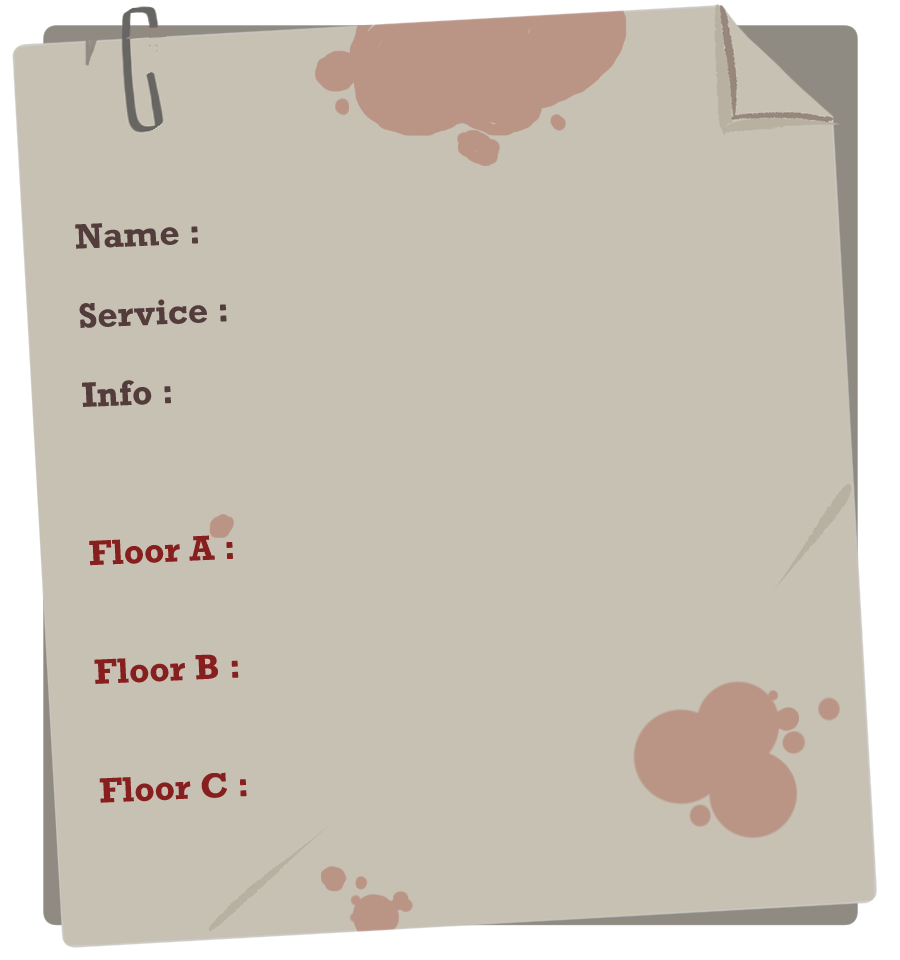 Name :
Service :
Info :
Floor A :
Floor B :
Floor C :